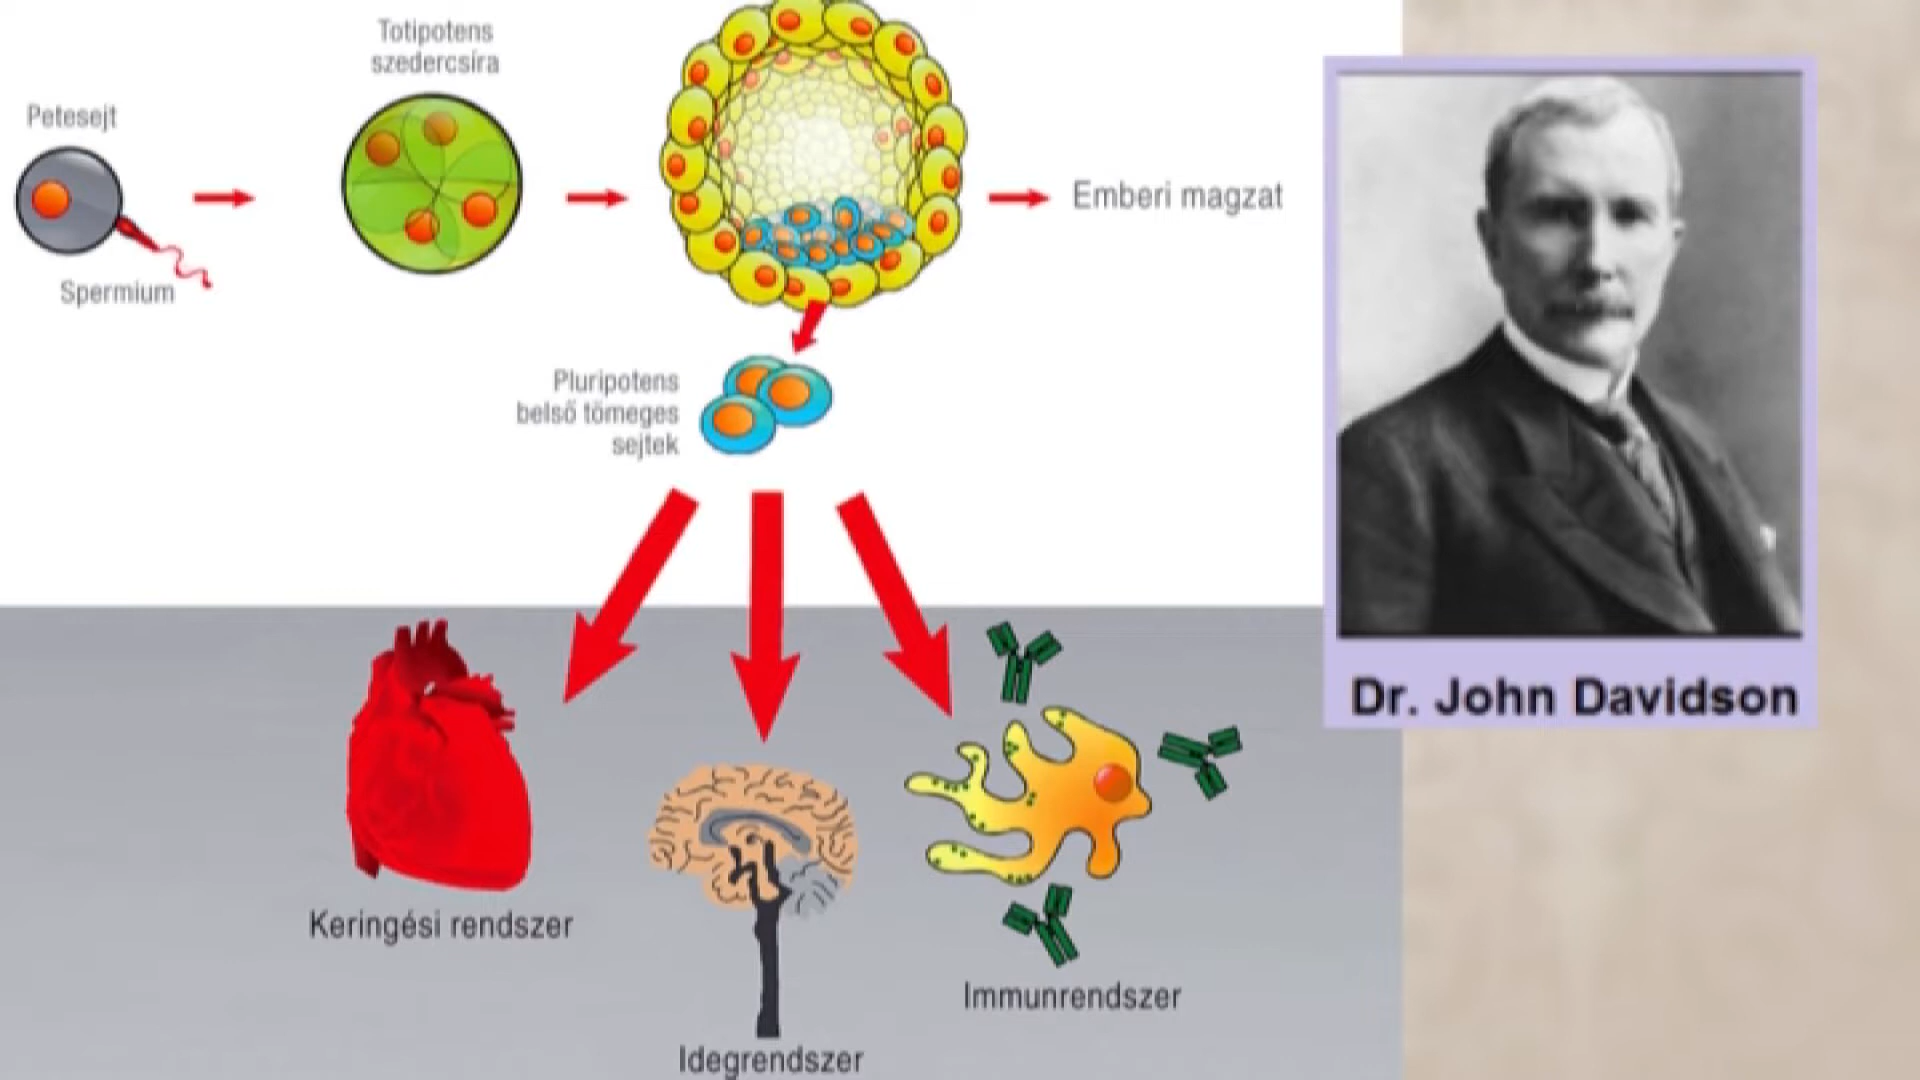 Totipotens
szedercsíra
Petesejt
Spermium
Emberi magzat
Pluripotens
belső tömeges
sejtek
Dr. John Davidson
Keringési rendszer
Immunrendszer
Idegrendszer